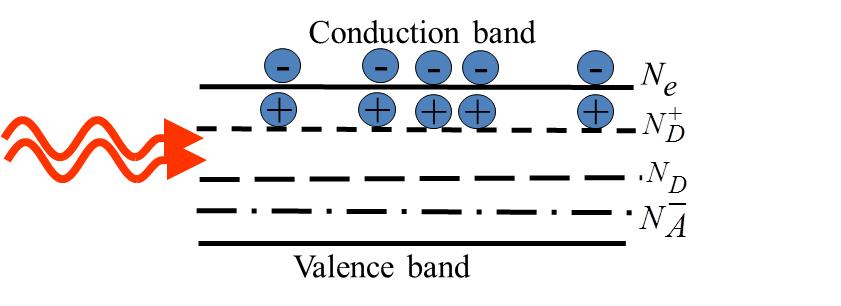 Conduction band
- - - - -
N_e
+ + + + +
N_D^+
N_D
N_A^-
Valence band